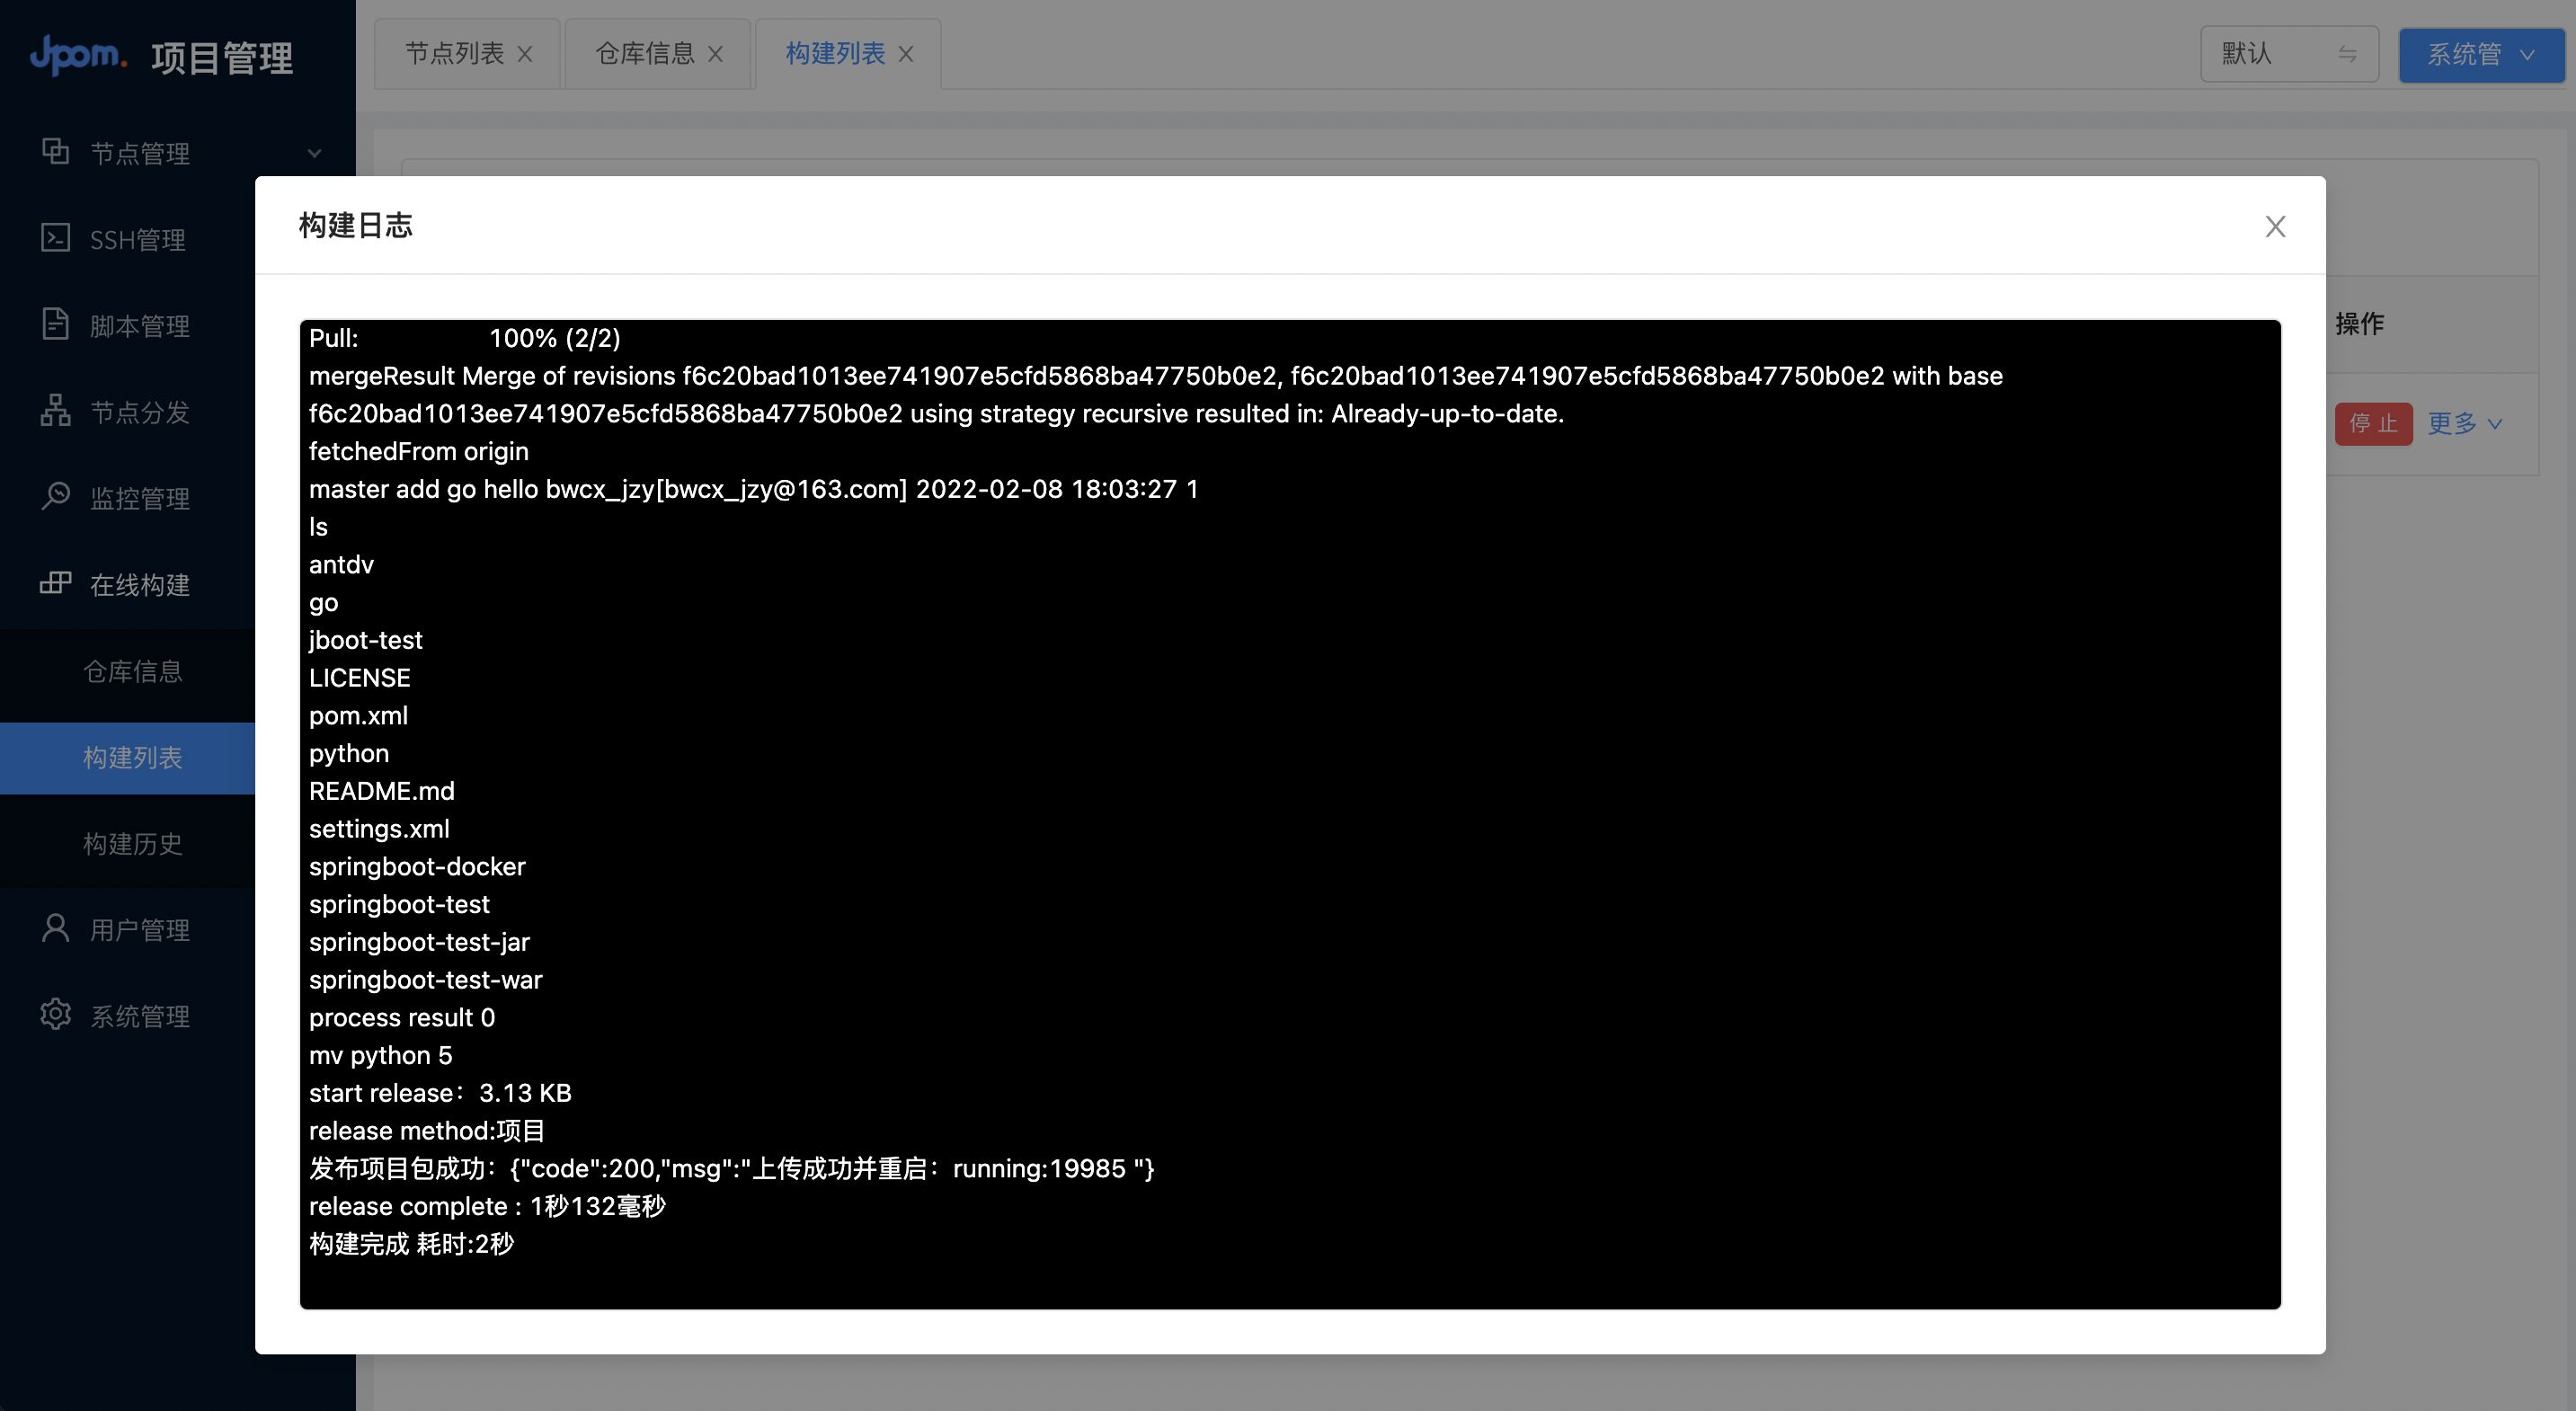 Jpom. 项目管理
节点列表
仓库信息
构建列表
默认
系统管
节点管理
SSH管理
脚本管理
节点分发
监控管理
在线构建
仓库信息
构建列表
构建历史
用户管理
系统管理
操作
停 止 更多
构建日志
Pull: 100% (2/2)
mergeResult Merge of revisions f6c20bad1013ee741907e5cfd5868ba47750b0e2, f6c20bad1013ee741907e5cfd5868ba47750b0e2 with base
f6c20bad1013ee741907e5cfd5868ba47750b0e2 using strategy recursive resulted in: Already-up-to-date.
fetchedFrom origin
master add go hello bwcx_jzy[bwcx_jzy@163.com] 2022-02-08 18:03:27 1
ls
antdv
go
jboot-test
LICENSE
pom.xml
python
README.md
settings.xml
springboot-docker
springboot-test
springboot-test-jar
springboot-test-war
process result 0
mv python 5
start release：3.13 KB
release method:项目
发布项目包成功：{"code":200,"msg":"上传成功并重启：running:19985 "}
release complete : 1秒132毫秒
构建完成 耗时:2秒